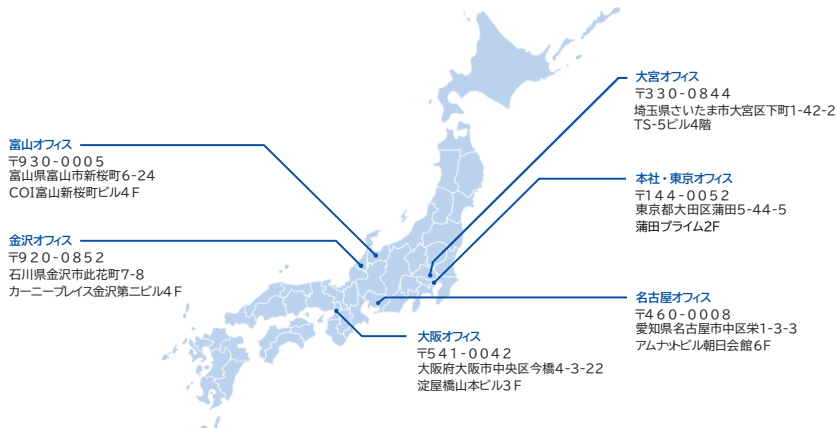 大宮オフィス
〒330-0844
埼玉県さいたま市大宮区下町1-42-2
TS-5ビル4階
富山オフィス
〒930-0005
富山県富山市新桜町6-24
COI富山新桜町ビル4F
本社・東京オフィス
〒144-0052
東京都大田区蒲田5-44-5
蒲田プライム2F
金沢オフィス
〒920-0852
石川県金沢市此花町7-8
カーニープレイス金沢第二ビル4F
名古屋オフィス
〒460-0008
愛知県名古屋市中区栄1-3-3
アムナットビル朝日会館6F
大阪オフィス
〒541-0042
大阪府大阪市中央区今橋4-3-22
淀屋橋山本ビル3F